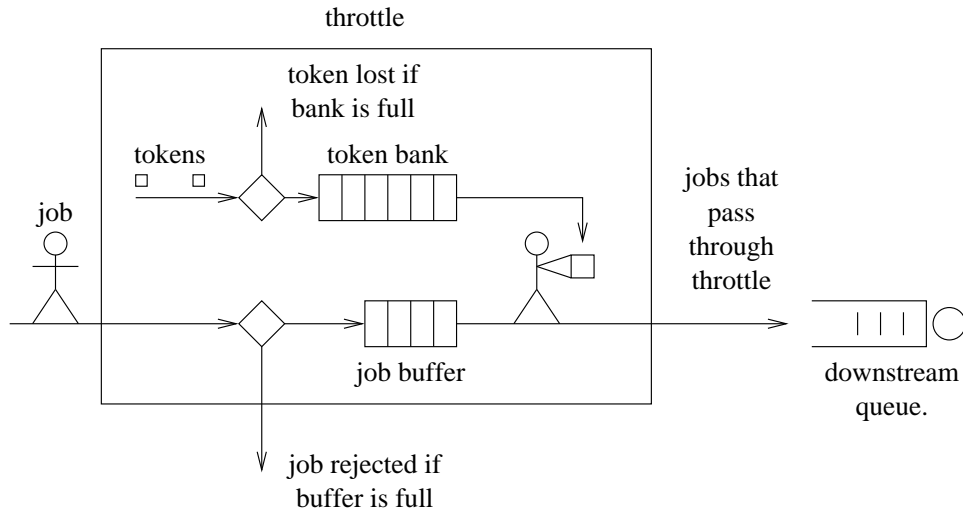 throttle
token lost if
bank is full
tokens
token bank
job
jobs that
pass
through
throttle
job buffer
downstream
queue.
job rejected if
buffer is full